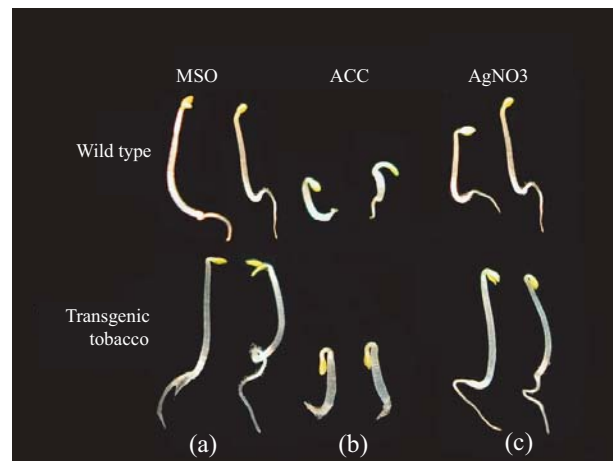 MSO ACC AgNO3
Wild type
Transgenic
tobacco
(a) (b) (c)